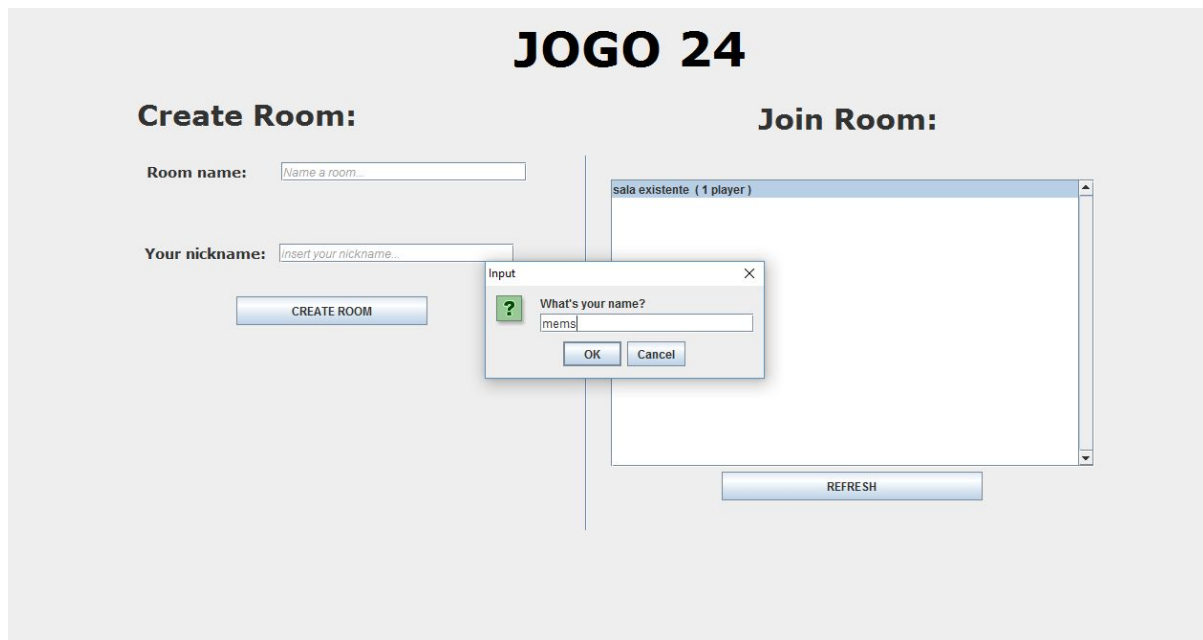 JOGO 24
Create Room:
Room name:
Name a room...
Your nickname:
insert your nickname...
CREATE ROOM
Join Room:
sala existente ( 1 player )
REFRESH
Input
?
What's your name?
mems
OK
Cancel